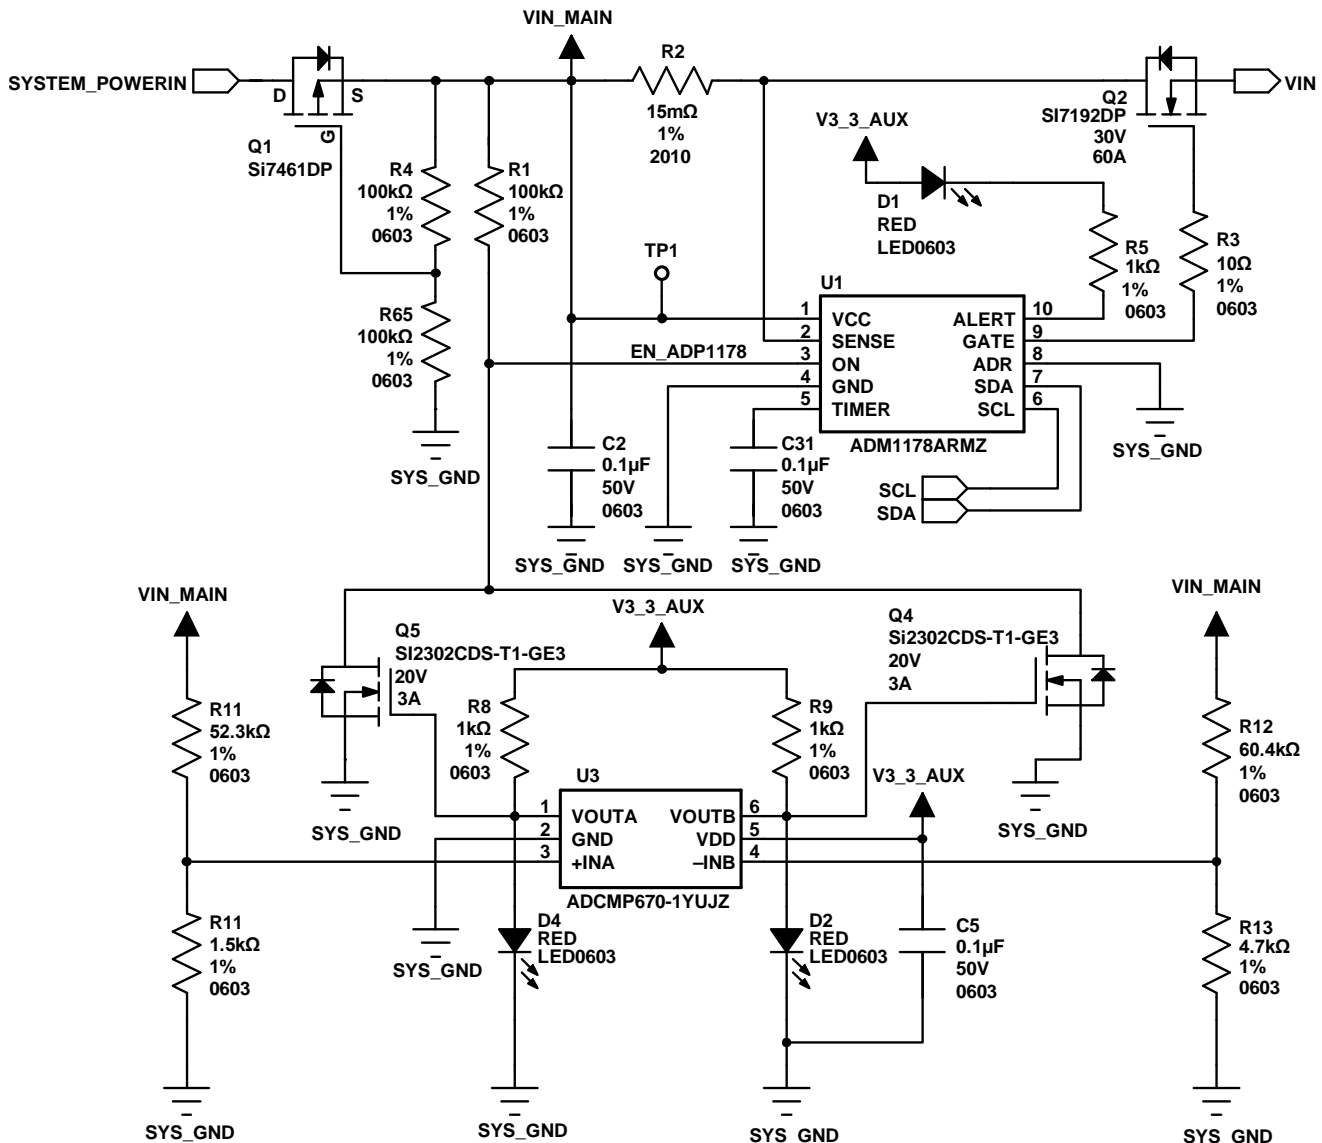 VIN_MAIN
SYSTEM_POWERIN
D
S
G
Q1
Si7461DP
R2
15mΩ
1%
2010
Q2
SI7192DP
30V
60A
VIN
V3_3_AUX
D1
RED
LED0603
R4
100kΩ
1%
0603
R1
100kΩ
1%
0603
R5
1kΩ
1%
0603
R3
10Ω
1%
0603
TP1
R65
100kΩ
1%
0603
EN_ADP1178
U1
1 VCC
2 SENSE
3 ON
4 GND
5 TIMER
ALERT 10
GATE 9
ADR 8
SDA 7
SCL 6
ADM1178ARMZ
SYS_GND
C2
0.1µF
50V
0603
SYS_GND
SYS_GND
C31
0.1µF
50V
0603
SYS_GND
SCL
SDA
SYS_GND
VIN_MAIN
Q5
SI2302CDS-T1-GE3
20V
3A
V3_3_AUX
Q4
Si2302CDS-T1-GE3
20V
3A
VIN_MAIN
R11
52.3kΩ
1%
0603
R8
1kΩ
1%
0603
R9
1kΩ
1%
0603
R12
60.4kΩ
1%
0603
SYS_GND
SYS_GND
V3_3_AUX
U3
1 VOUTA
2 GND
3 +INA
VOUTB 6
VDD 5
–INB 4
ADCMP670-1YUJZ
R11
1.5kΩ
1%
0603
SYS_GND
D4
RED
LED0603
D2
RED
LED0603
C5
0.1µF
50V
0603
R13
4.7kΩ
1%
0603
SYS_GND
SYS_GND
SYS_GND
SYS_GND